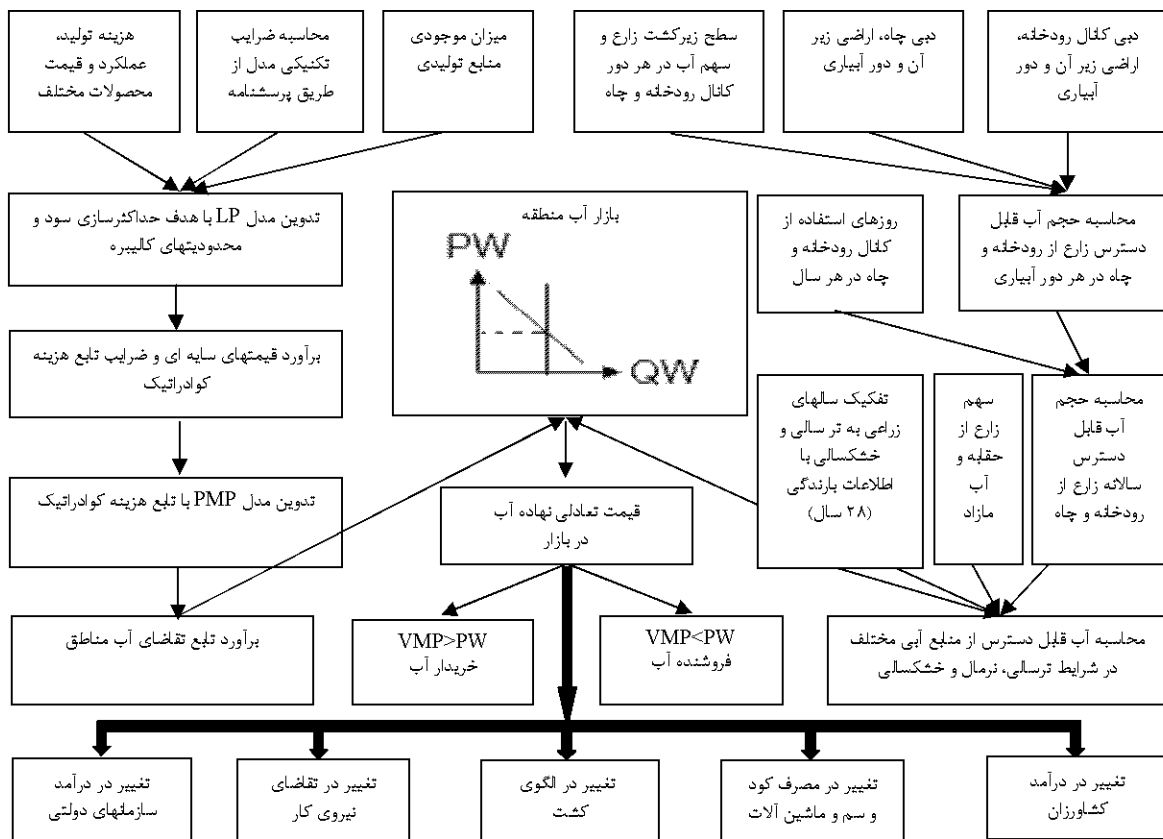 دبی کانال رودخانه،
اراضی زیر آن و دور
آبیاری
دبی چاه، اراضی زیر
آن و دور آبیاری
سطح زیرکشت زارع و
سهم آب در هر دور
کانال رودخانه و چاه
میزان موجودی
منابع تولیدی
محاسبه ضرایب
تکنیکی مدل از
طریق پرسشنامه
هزینه تولید،
عملکرد و قیمت
محصولات مختلف
محاسبه حجم آب قابل
دسترس زارع از رودخانه و
چاه در هر دور آبیاری
روزهای استفاده از
کانال رودخانه و
چاه در هر سال
بازار آب منطقه
PW
QW
تدوین مدل LP با هدف حداکثرسازی سود و
محدودیتهای کالیبره
برآورد قیمتهای سایه ای و ضرایب تابع هزینه
کوادراتیک
محاسبه حجم
آب قابل
دسترس
سالانه زارع از
رودخانه و چاه
سهم
زارع از
حقابه و
آب
مازاد
تفکیک سالهای
زراعی به تر سالی و
خشکسالی با
اطلاعات بارندگی
(۲۸ سال)
قیمت تعادلی نهاده آب
در بازار
تدوین مدل PMP با تابع هزینه کوادراتیک
محاسبه آب قابل دسترس از منابع آبی مختلف
در شرایط ترسالی، نرمال و خشکسالی
VMP<PW
فروشنده آب
VMP>PW
خریدار آب
برآورد تابع تقاضای آب مناطق
تغییر در درآمد
کشاورزان
تغییر در مصرف کود
و سم و ماشین آلات
تغییر در الگوی
کشت
تغییر در تقاضای
نیروی کار
تغییر در درآمد
سازمانهای دولتی